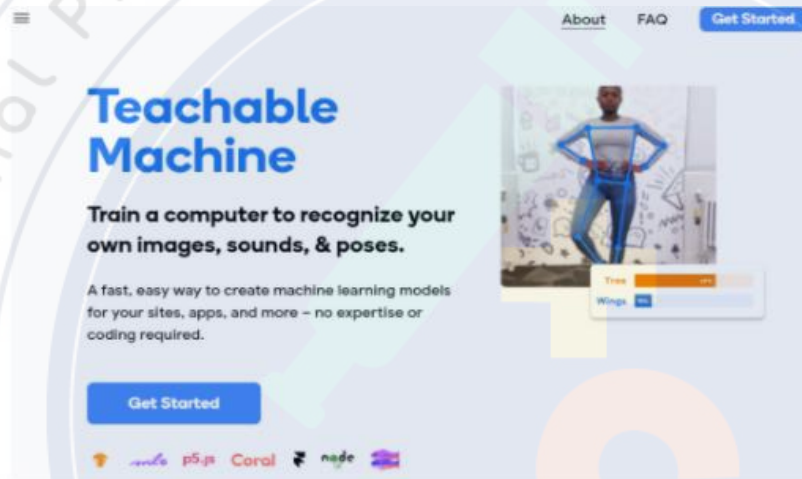 About FAQ Get Started
Teachable
Machine
Train a computer to recognize your
own images, sounds, & poses.
A fast, easy way to create machine learning models
for your sites, apps, and more – no expertise or
coding required.
Tree
Wings
Get Started
p5.js Coral node